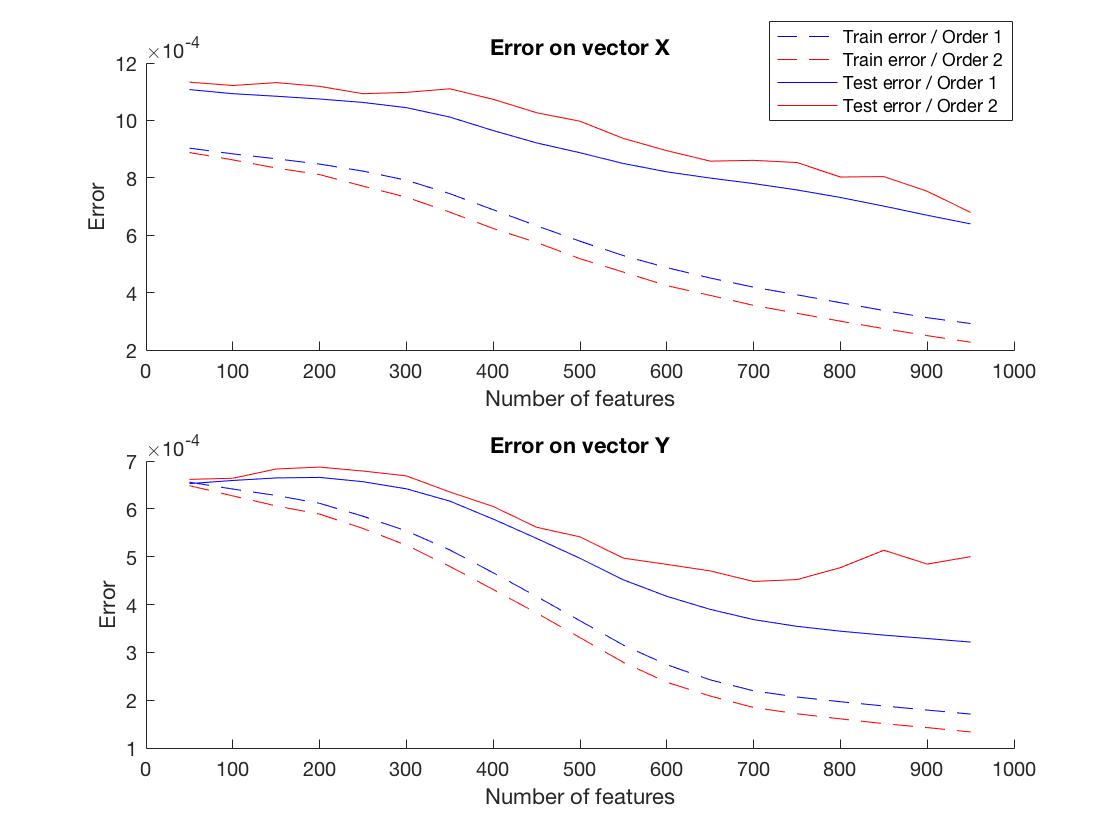 ×10-4
Error on vector X
Train error / Order 1
Train error / Order 2
Test error / Order 1
Test error / Order 2
12
10
8
6
4
2
Error
0 100 200 300 400 500 600 700 800 900 1000
Number of features
×10-4
Error on vector Y
7
6
5
4
3
2
1
Error
0 100 200 300 400 500 600 700 800 900 1000
Number of features